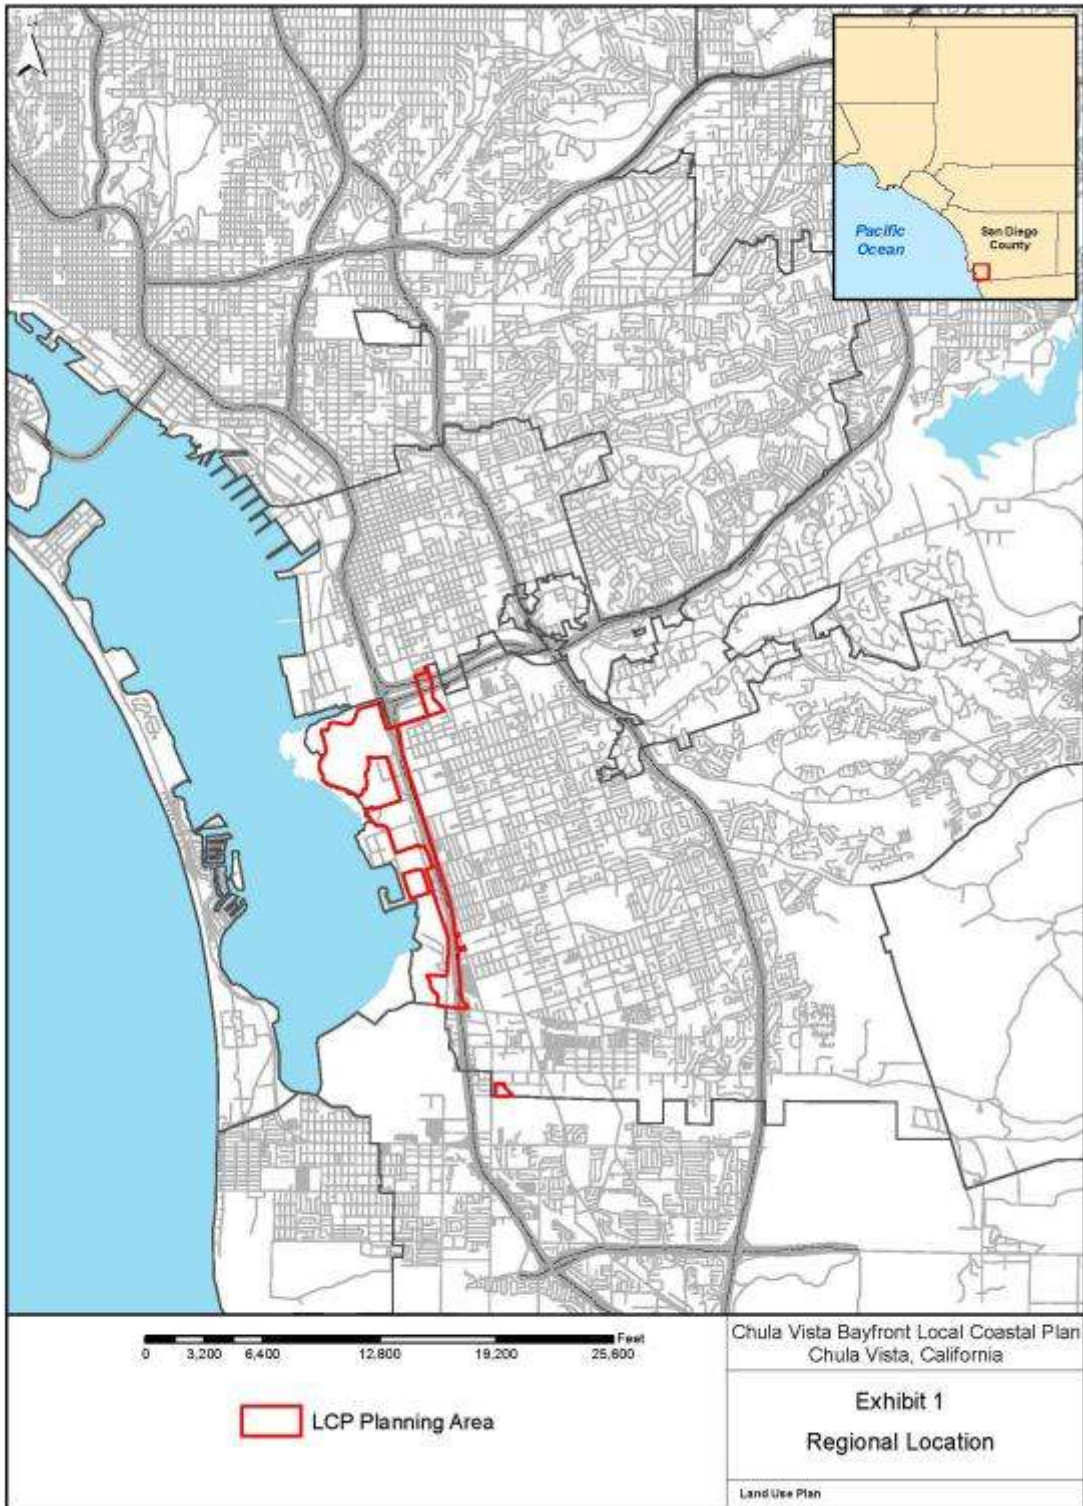 Pacific
Ocean
San Diego
County
Feet
0 3,200 6,400 12,800 19,200 25,600
LCP Planning Area
Chula Vista Bayfront Local Coastal Plan
Chula Vista, California
Exhibit 1
Regional Location
Land Use Plan